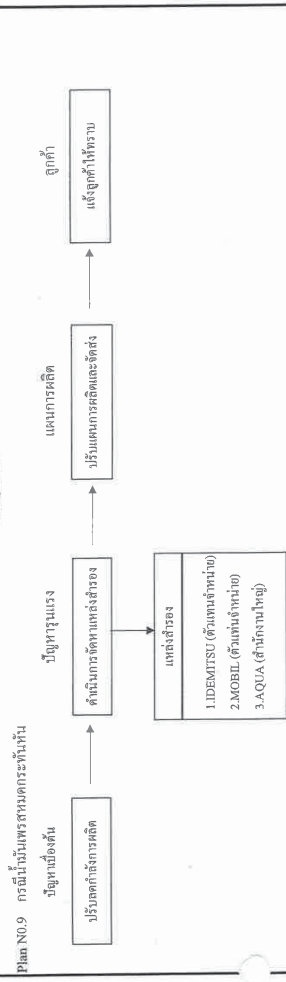 Plan N0.9 กรณีน้ำมันเพรสหมดกระทันหัน
ปัญหาเบื้องต้น
ปรับลดกำลังการผลิต
ปัญหารุนแรง
ดำเนินการจัดหาแหล่งสำรอง
แหล่งสำรอง
1.IDEMITSU (ตัวแทนจำหน่าย)
2.MOBIL (ตัวแทนจำหน่าย)
3.AQUA (สำนักงานใหญ่)
แผนการผลิต
ปรับแผนการผลิตและจัดส่ง
ลูกค้า
แจ้งลูกค้าให้ทราบ